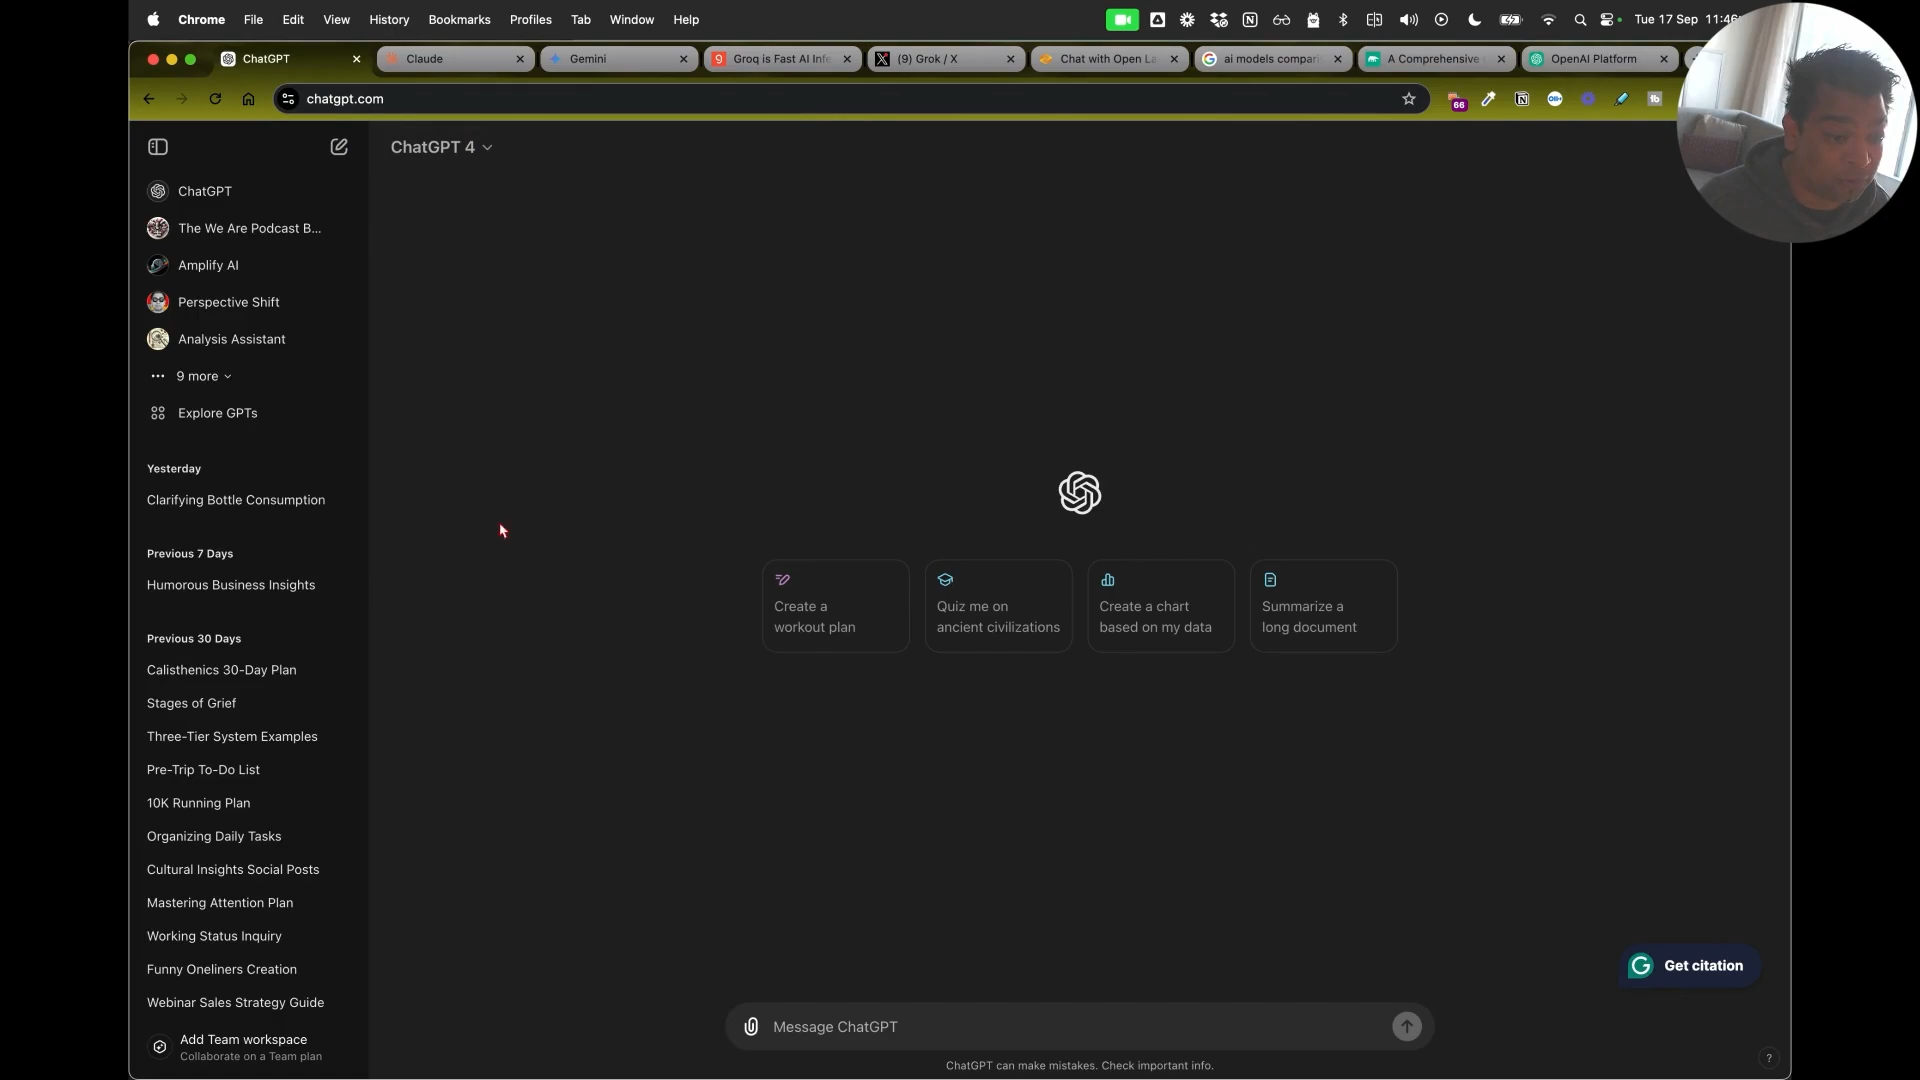 Chrome File Edit View History Bookmarks Profiles Tab Window Help Tue 17 Sep 11:46
ChatGPT Claude Gemini Groq is Fast AI Infe (9) Grok / X Chat with Open La ai models compari A Comprehensive OpenAI Platform
chatgpt.com 66 OH tb
ChatGPT 4
ChatGPT
The We Are Podcast B...
Amplify AI
Perspective Shift
Analysis Assistant
9 more
Explore GPTs
Yesterday
Clarifying Bottle Consumption
Previous 7 Days
Humorous Business Insights
Previous 30 Days
Calisthenics 30-Day Plan
Stages of Grief
Three-Tier System Examples
Pre-Trip To-Do List
10K Running Plan
Organizing Daily Tasks
Cultural Insights Social Posts
Mastering Attention Plan
Working Status Inquiry
Funny Oneliners Creation
Webinar Sales Strategy Guide
Add Team workspace
Collaborate on a Team plan
Create a
workout plan
Quiz me on
ancient civilizations
Create a chart
based on my data
Summarize a
long document
Get citation
Message ChatGPT
ChatGPT can make mistakes. Check important info.
?